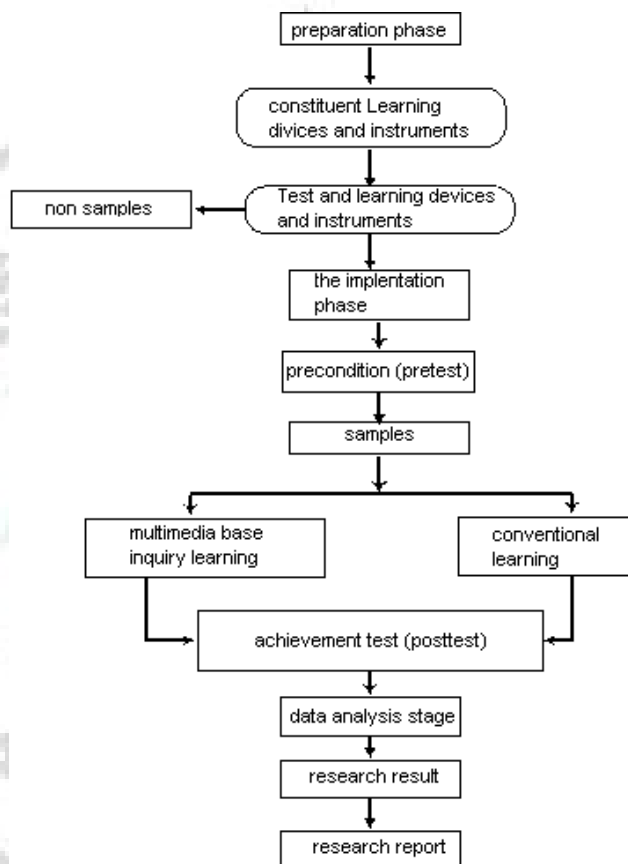 preparation phase
constituent Learning
divices and instruments
non samples
Test and learning devices
and instruments
the implentation
phase
precondition (pretest)
samples
multimedia base
inquiry learning
conventional
learning
achievement test (posttest)
data analysis stage
research result
research report